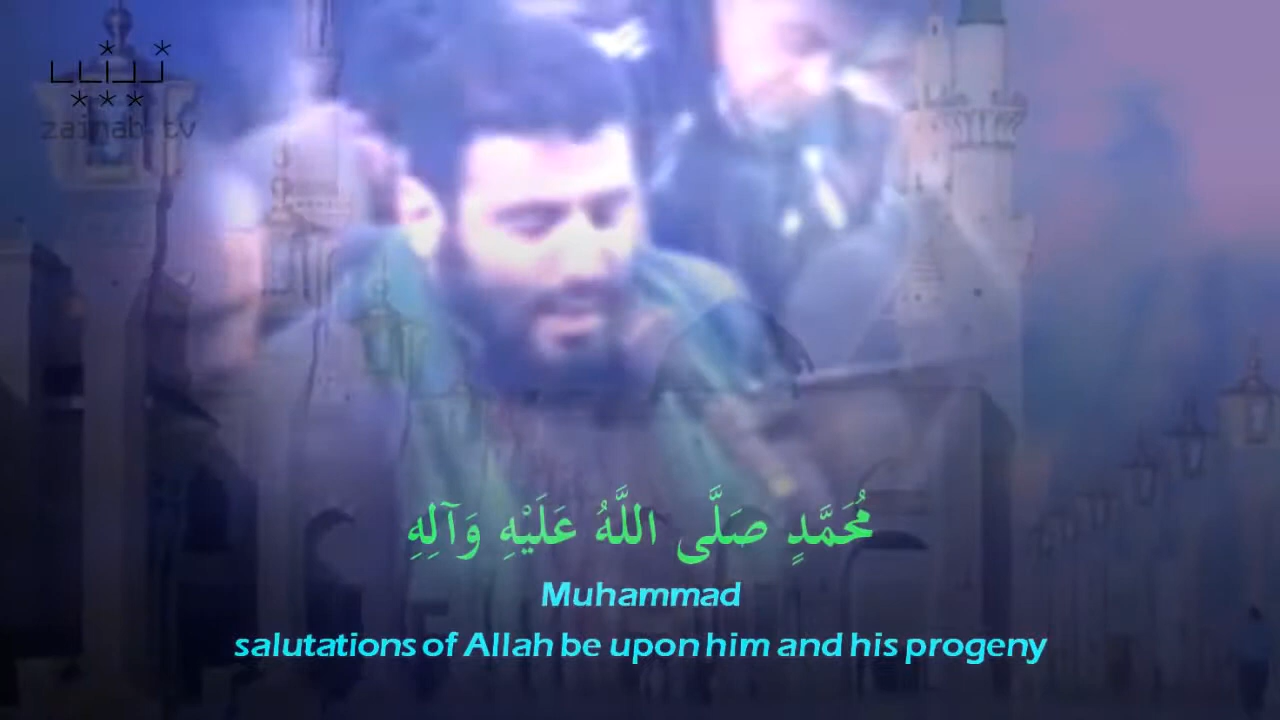 zainab tv
مُحَمَّدٍ صَلَّى اللَّهُ عَلَيْهِ وَآلِهِ
Muhammad
salutations of Allah be upon him and his progeny